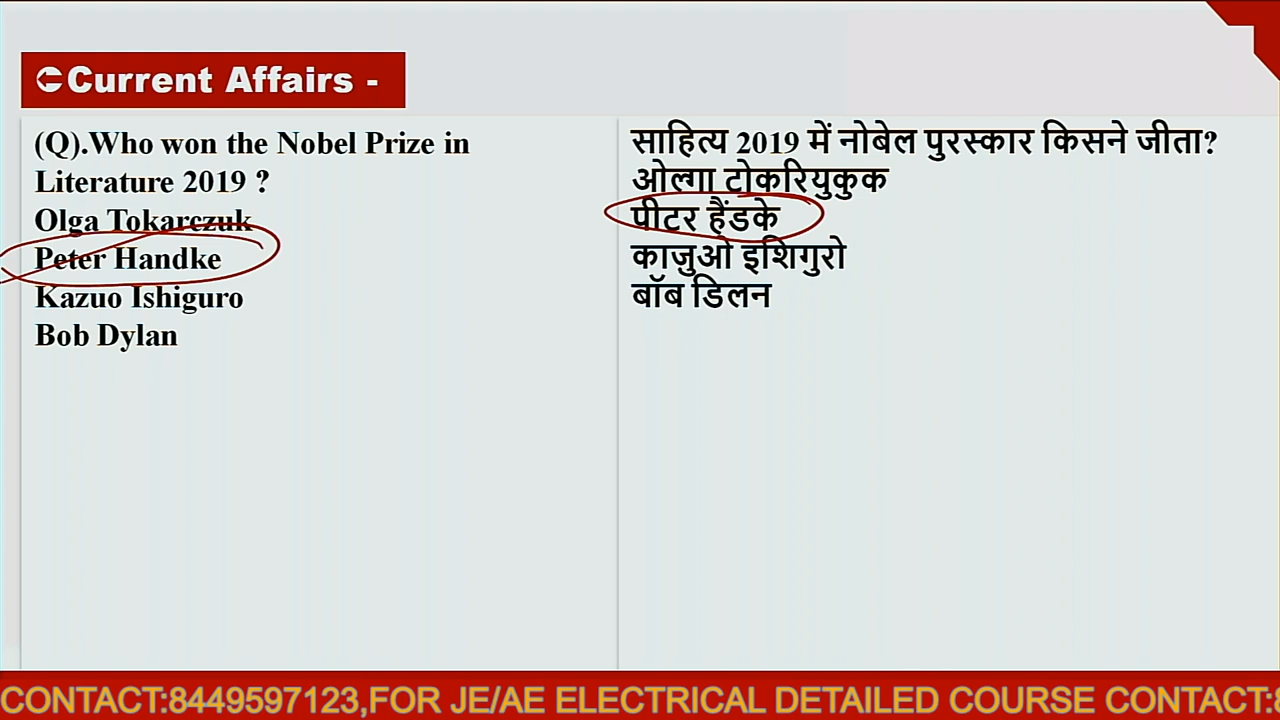 Current Affairs -
(Q).Who won the Nobel Prize in
Literature 2019 ?
Olga Tokarczuk
Peter Handke
Kazuo Ishiguro
Bob Dylan
साहित्य 2019 में नोबेल पुरस्कार किसने जीता?
ओल्गा टोकरियुकुक
पीटर हैंडके
काजुओ इशिगुरो
बॉब डिलन
CONTACT:8449597123,FOR JE/AE ELECTRICAL DETAILED COURSE CONTACT:8